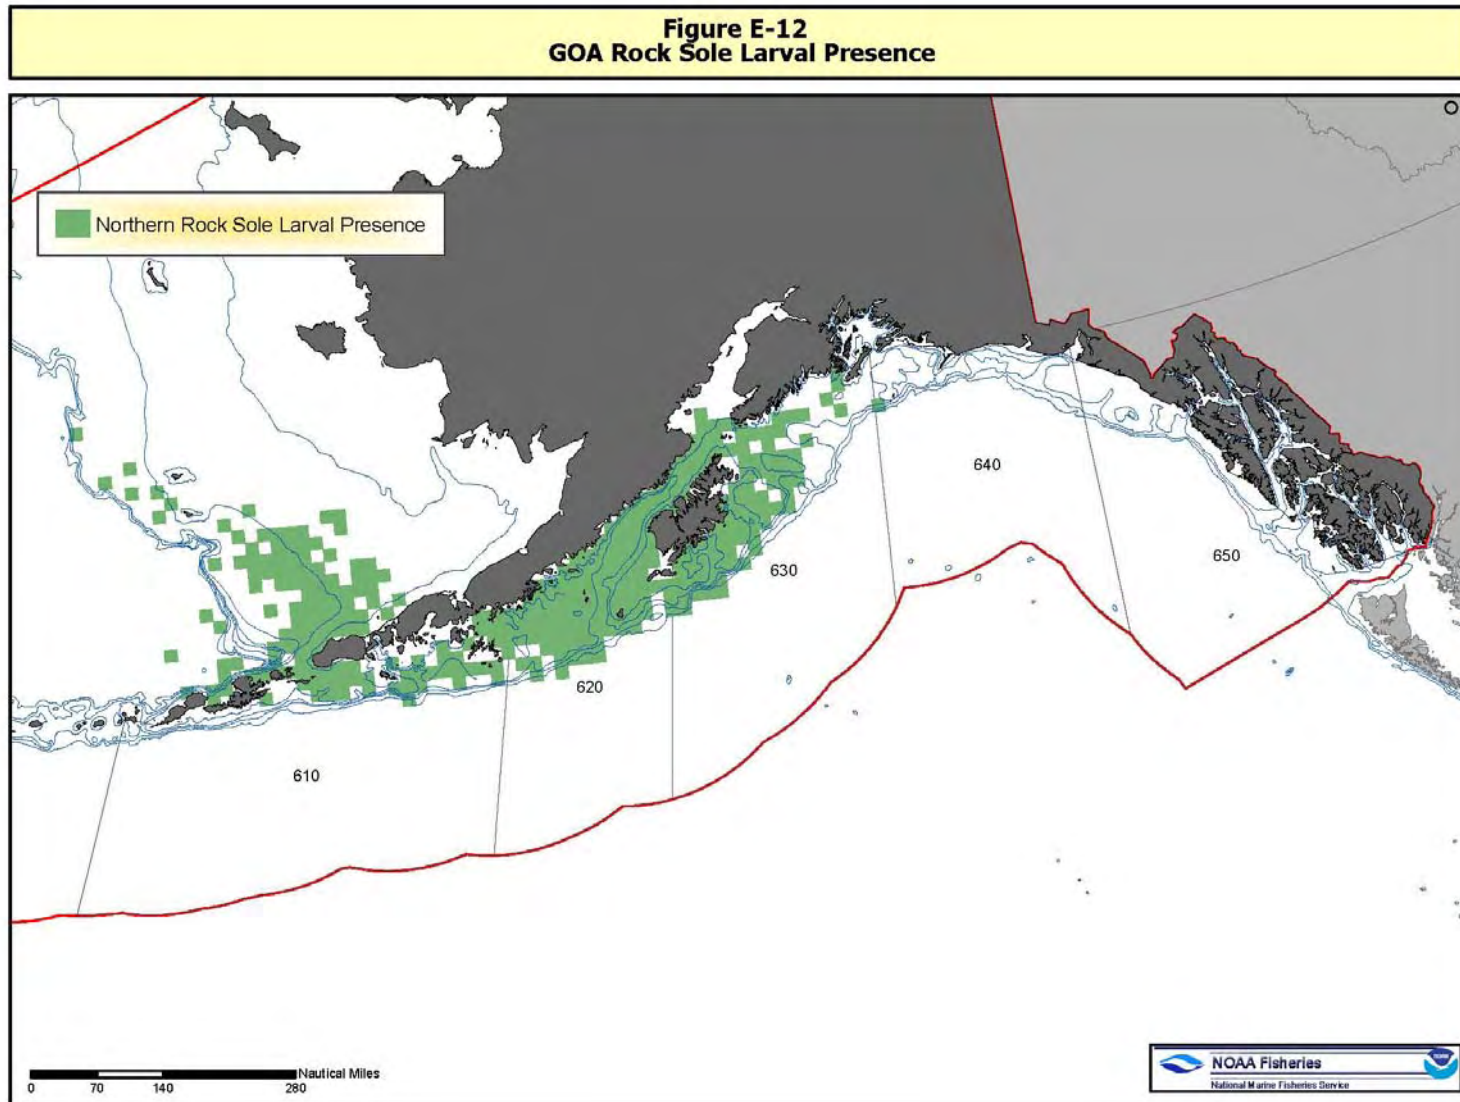 Figure E-12
GOA Rock Sole Larval Presence
Northern Rock Sole Larval Presence
640
650
630
620
610
Nautical Miles
0 70 140 280
NOAA Fisheries
National Marine Fisheries Service